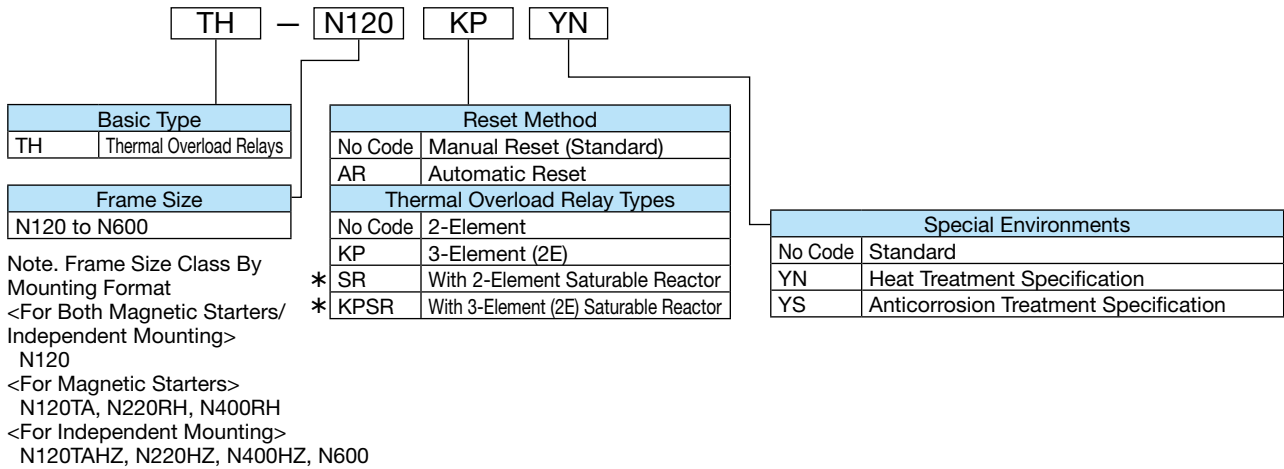 TH — N120 KP YN
Basic Type
TH Thermal Overload Relays
Frame Size
N120 to N600
Note. Frame Size Class By
Mounting Format
<For Both Magnetic Starters/
Independent Mounting>
N120
<For Magnetic Starters>
N120TA, N220RH, N400RH
<For Independent Mounting>
N120TAHZ, N220HZ, N400HZ, N600
Reset Method
No Code Manual Reset (Standard)
AR Automatic Reset
Thermal Overload Relay Types
No Code 2-Element
KP 3-Element (2E)
* SR With 2-Element Saturable Reactor
* KPSR With 3-Element (2E) Saturable Reactor
Special Environments
No Code Standard
YN Heat Treatment Specification
YS Anticorrosion Treatment Specification